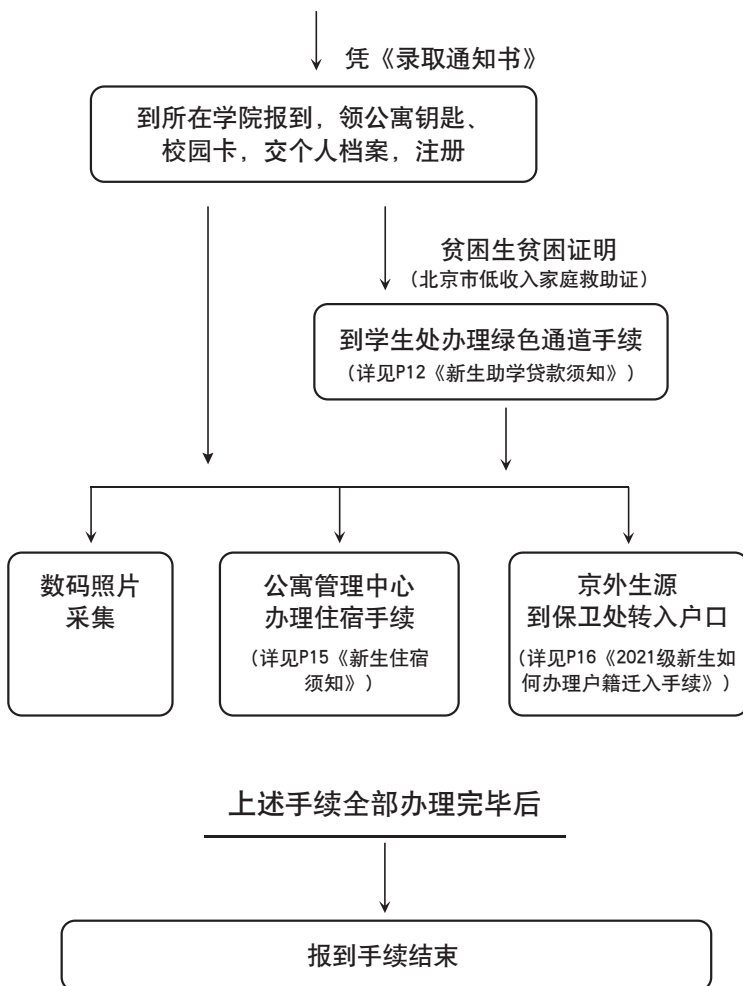 凭《录取通知书》
到所在学院报到，领公寓钥匙、
校园卡，交个人档案，注册
贫困生贫困证明
（北京市低收入家庭救助证）
到学生处办理绿色通道手续
（详见P12《新生助学贷款须知》）
数码照片
采集
公寓管理中心
办理住宿手续
（详见P15《新生住宿
须知》）
京外生源
到保卫处转入户口
（详见P16《2021级新生如
何办理户籍迁入手续》）
上述手续全部办理完毕后
报到手续结束